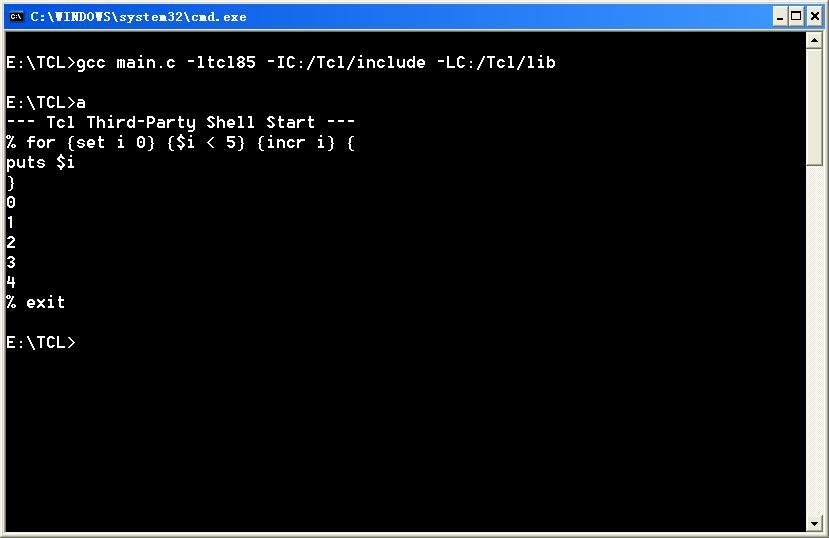 C:\WINDOWS\system32\cmd.exe
E:\TCL>gcc main.c -ltcl85 -IC:/Tcl/include -LC:/Tcl/lib
E:\TCL>a
--- Tcl Third-Party Shell Start ---
% for {set i 0} {$i < 5} {incr i} {
puts $i
}
0
1
2
3
4
% exit
E:\TCL>